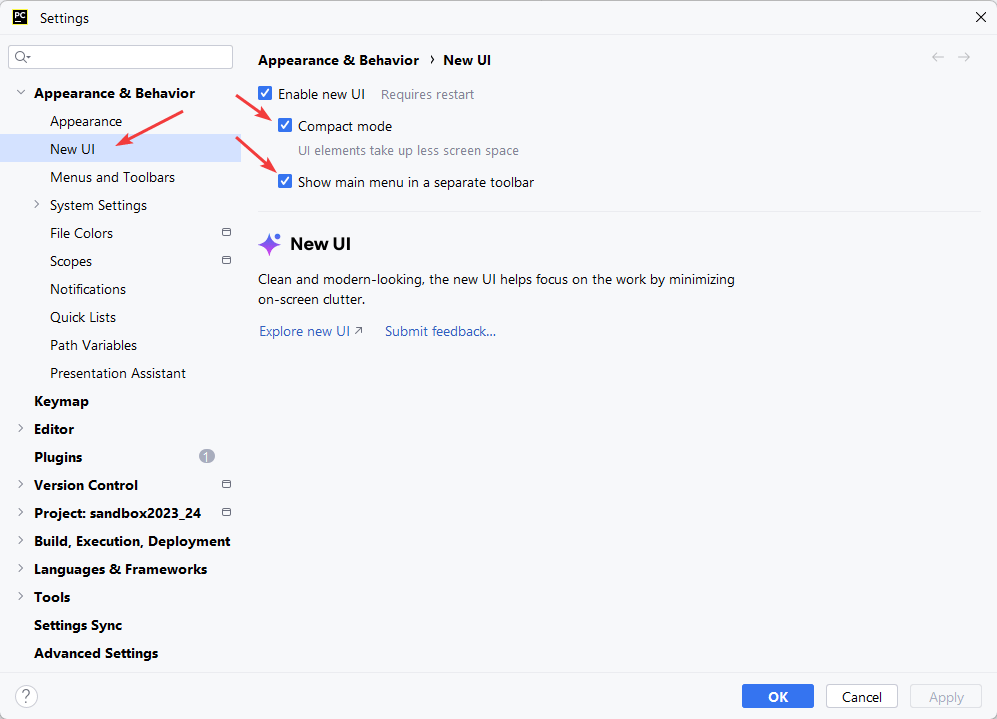 PC Settings
Appearance & Behavior
Appearance
New UI
Menus and Toolbars
System Settings
File Colors
Scopes
Notifications
Quick Lists
Path Variables
Presentation Assistant
Keymap
Editor
Plugins 1
Version Control
Project: sandbox2023_24
Build, Execution, Deployment
Languages & Frameworks
Tools
Settings Sync
Advanced Settings
?
Appearance & Behavior › New UI
Enable new UI Requires restart
Compact mode
UI elements take up less screen space
Show main menu in a separate toolbar
New UI
Clean and modern-looking, the new UI helps focus on the work by minimizing
on-screen clutter.
Explore new UI ↗ Submit feedback...
OK Cancel Apply